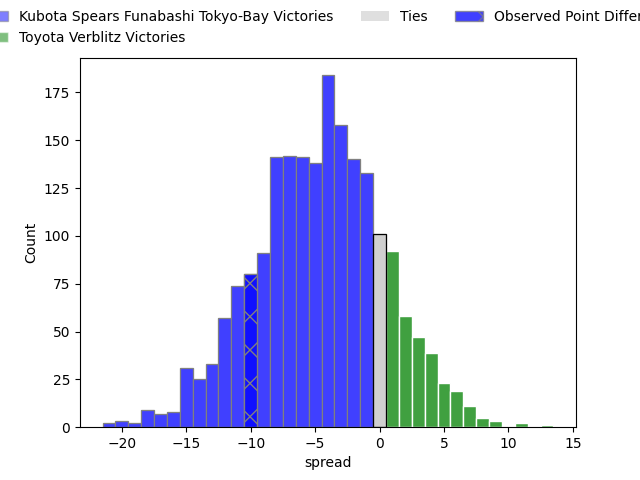 Kubota Spears Funabashi Tokyo-Bay Victories Ties Observed Point Differ
Toyota Verblitz Victories
175
150
125
100
75
50
25
0
Count
−20 −15 −10 −5 0 5 10 15
spread